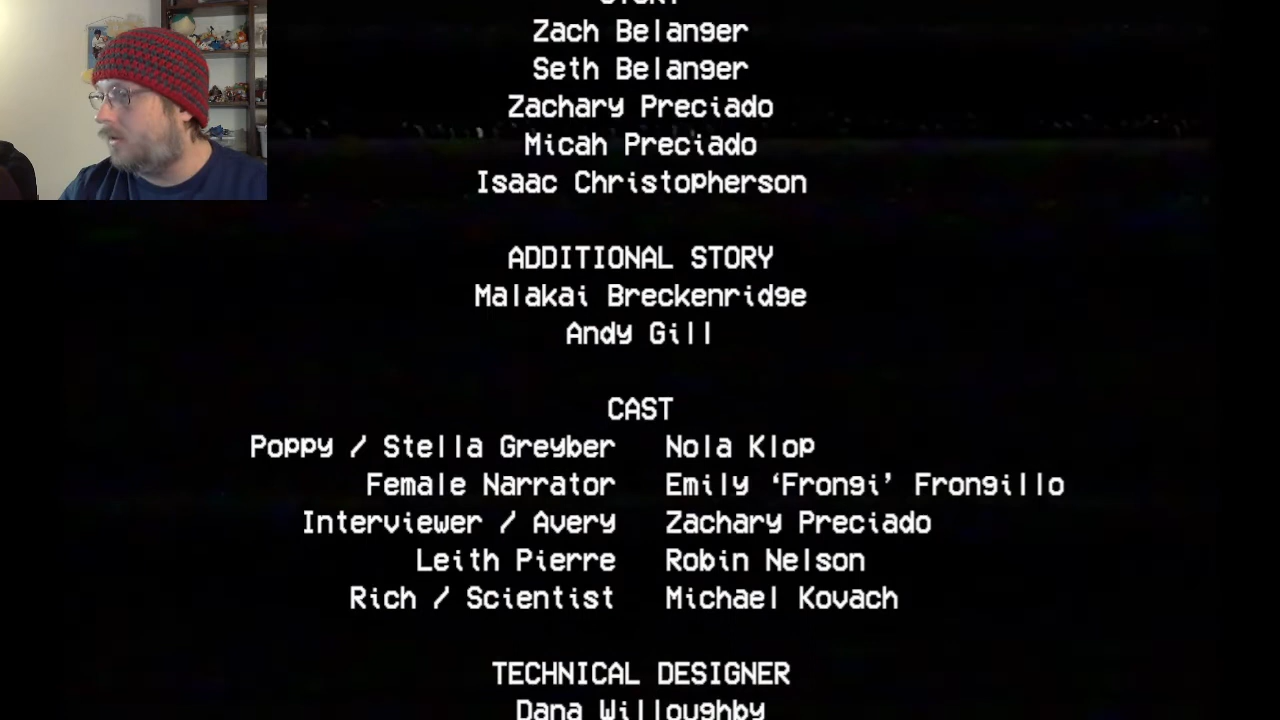 STORY
Zach Belanger
Seth Belanger
Zachary Preciado
Micah Preciado
Isaac Christopherson
ADDITIONAL STORY
Malakai Breckenridge
Andy Gill
CAST
Poppy / Stella Greyber Nola Klop
Female Narrator Emily ‘Frongi’ Frongillo
Interviewer / Avery Zachary Preciado
Leith Pierre Robin Nelson
Rich / Scientist Michael Kovach
TECHNICAL DESIGNER
Dana Willoughby